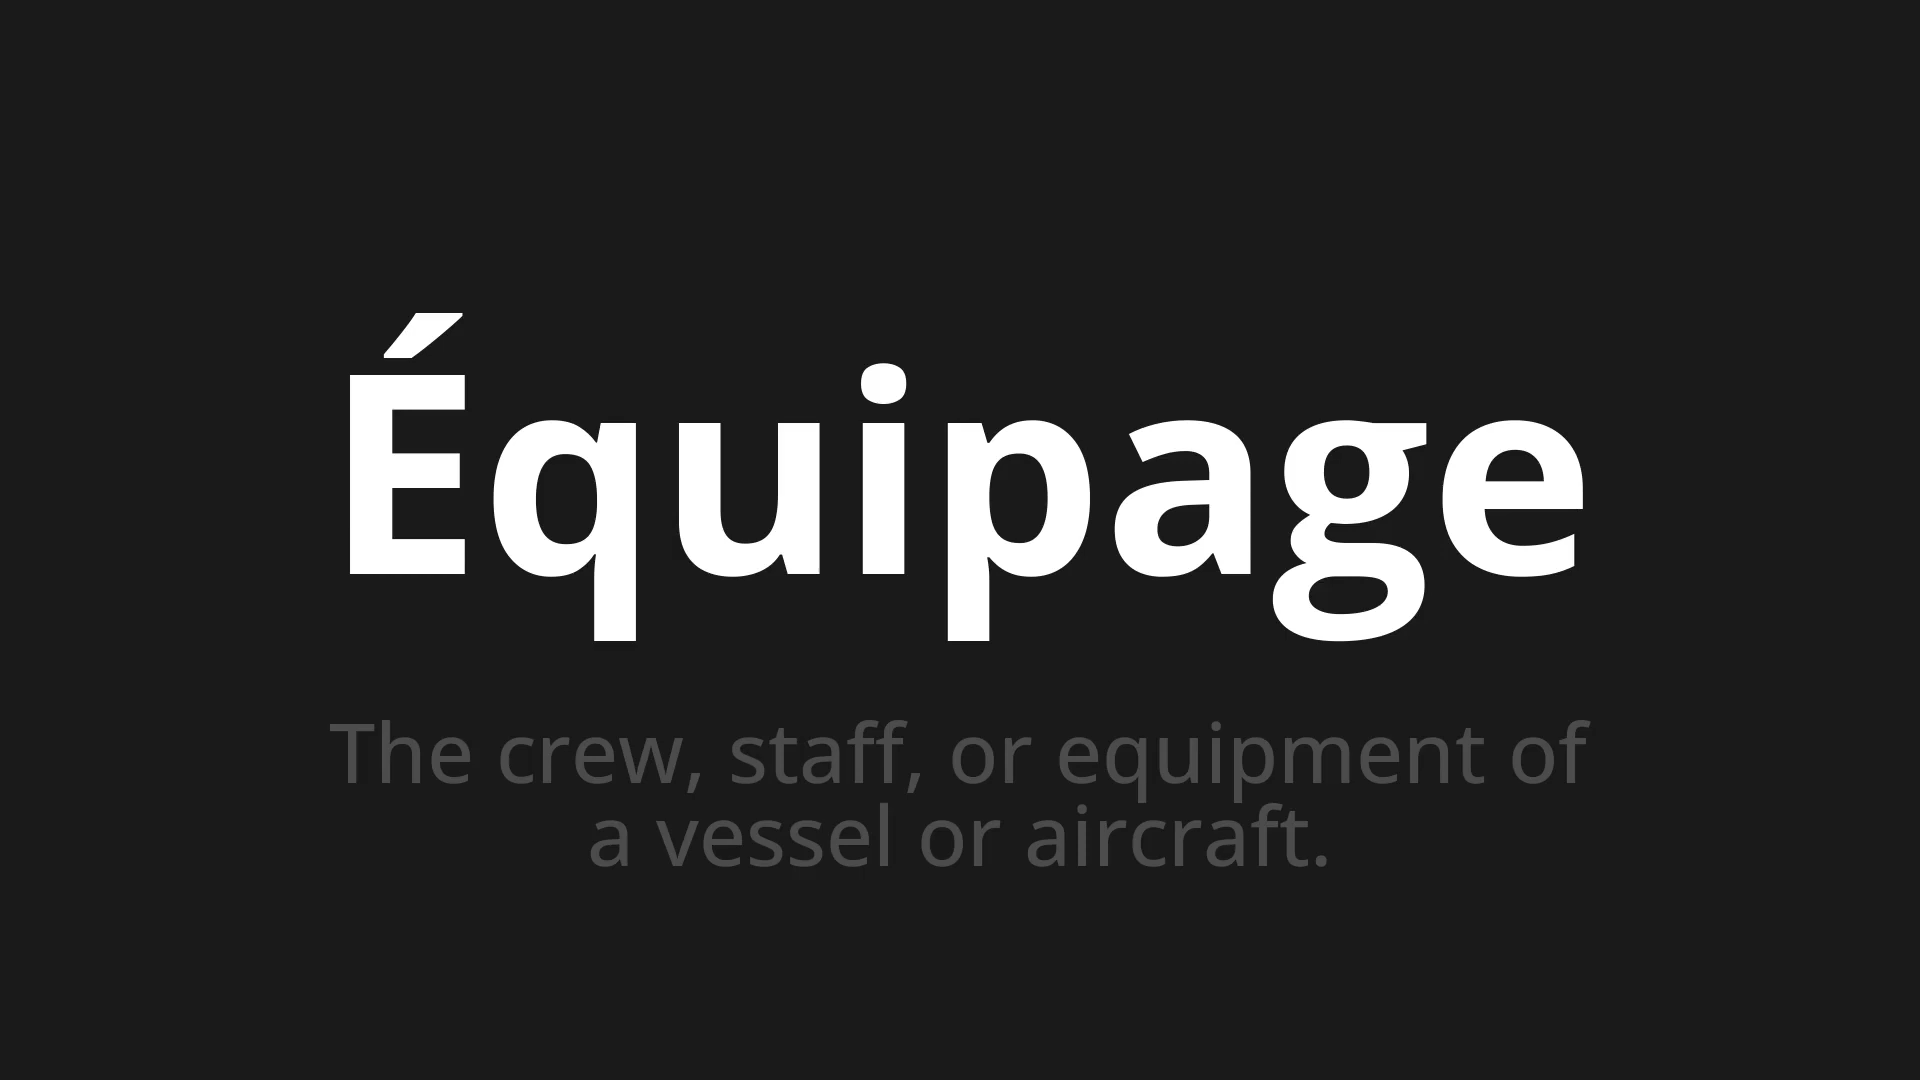 Équipage
The crew, staff, or equipment of
a vessel or aircraft.